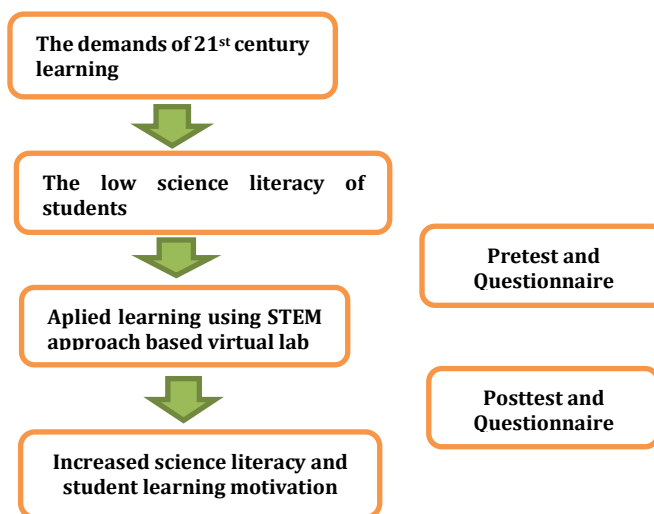 The demands of 21st century
learning
The low science literacy of
students
Pretest and
Questionnaire
Aplied learning using STEM
approach based virtual lab
Posttest and
Questionnaire
Increased science literacy and
student learning motivation